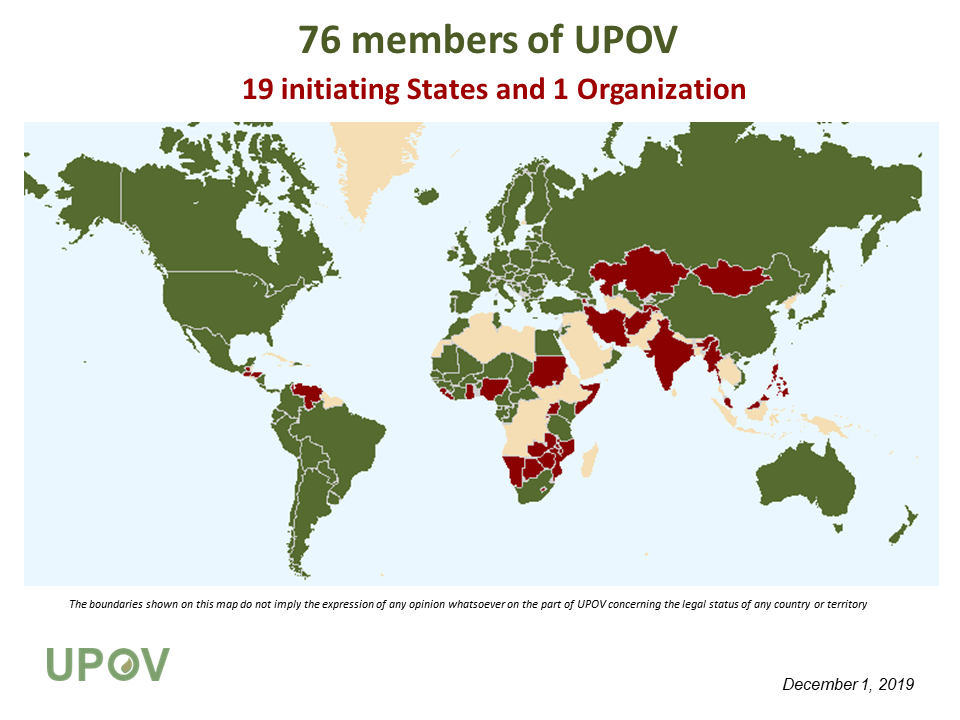 76 members of UPOV
19 initiating States and 1 Organization
The boundaries shown on this map do not imply the expression of any opinion whatsoever on the part of UPOV concerning the legal status of any country or territory
UPOV
December 1, 2019